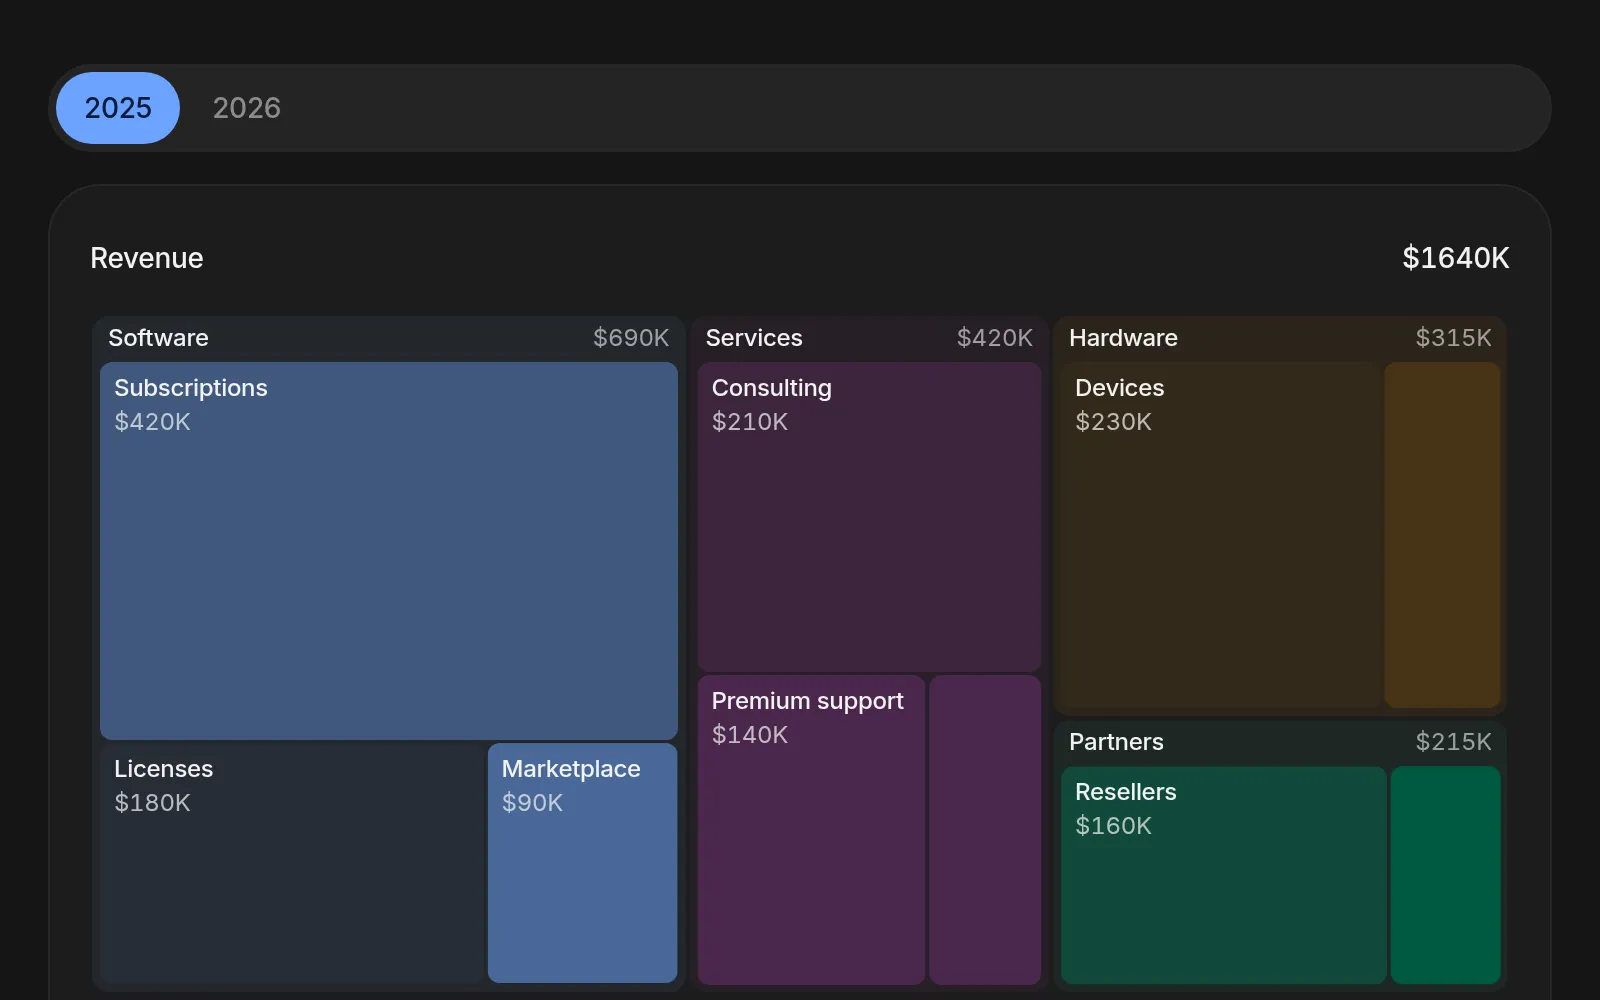 2025
2026
Revenue
$1640K
Software
$690K
Subscriptions
$420K
Licenses
$180K
Marketplace
$90K
Services
$420K
Consulting
$210K
Premium support
$140K
Hardware
$315K
Devices
$230K
Partners
$215K
Resellers
$160K